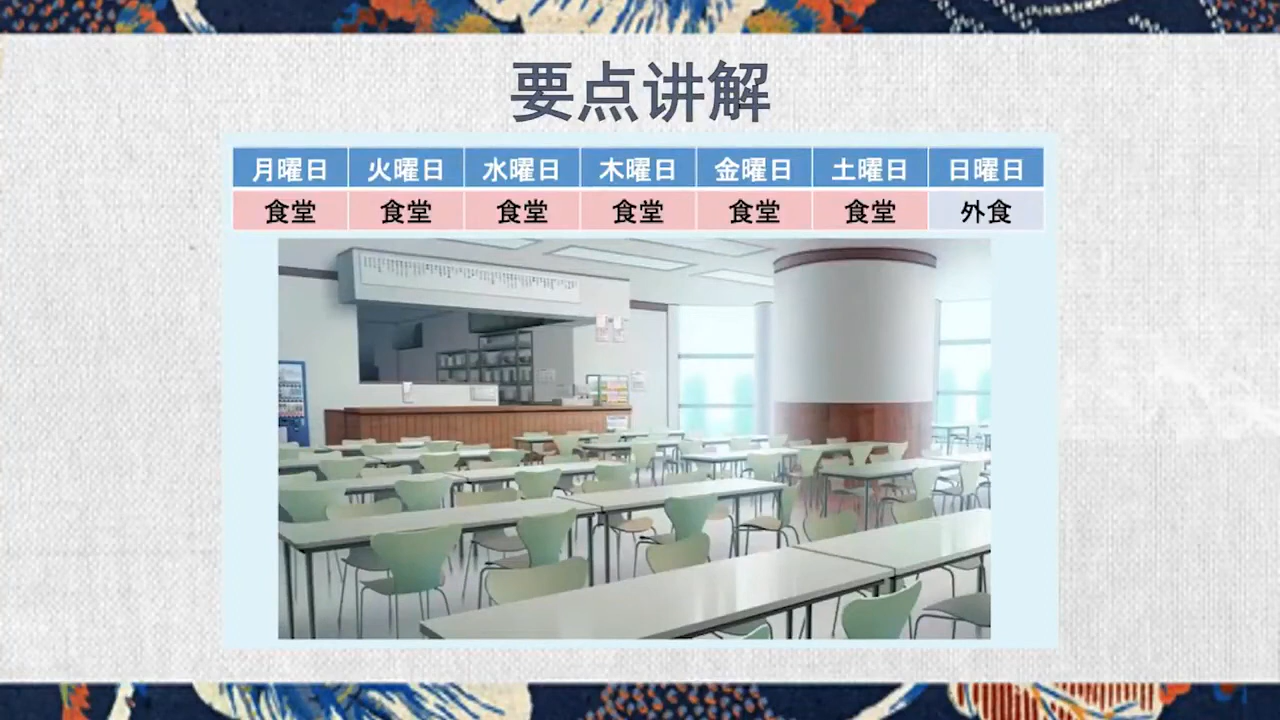 要点讲解
月曜日 火曜日 水曜日 木曜日 金曜日 土曜日 日曜日
食堂 食堂 食堂 食堂 食堂 食堂 外食